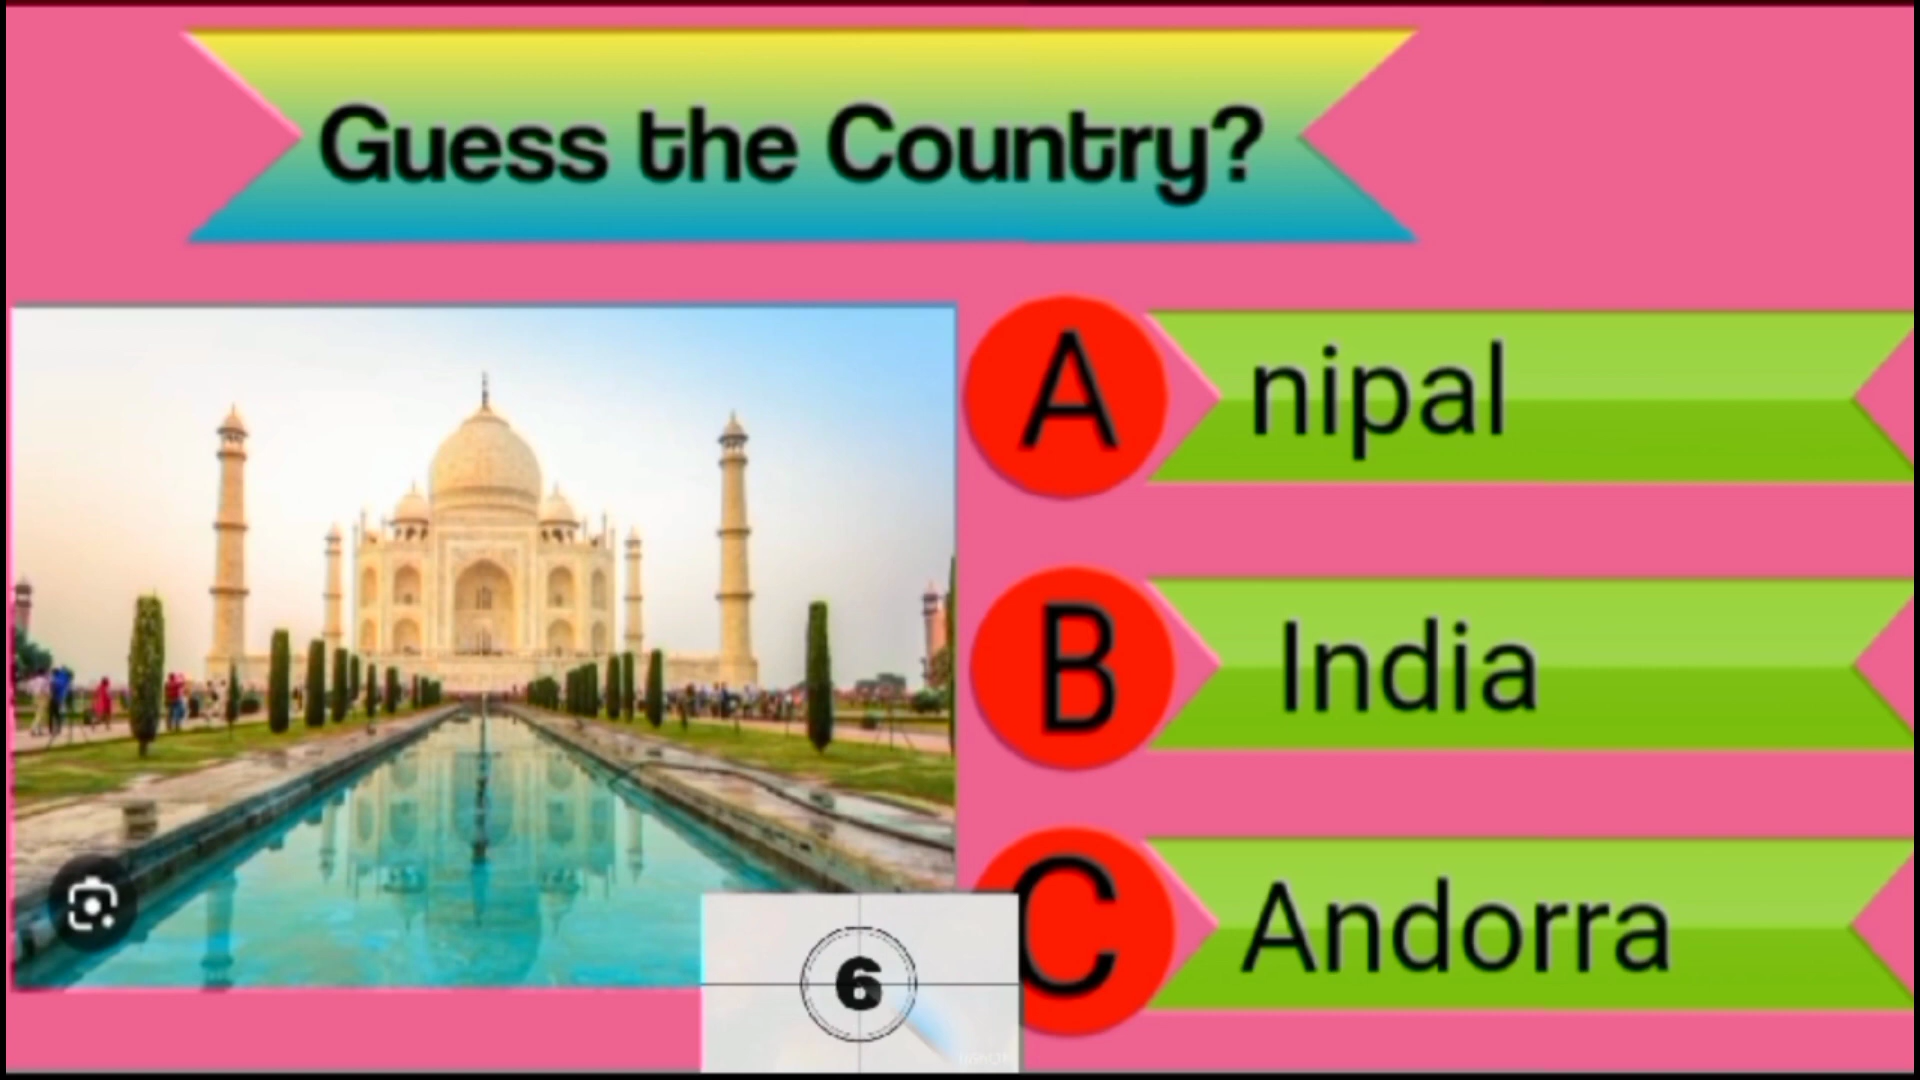 Guess the Country?
A nipal
B India
C Andorra
6